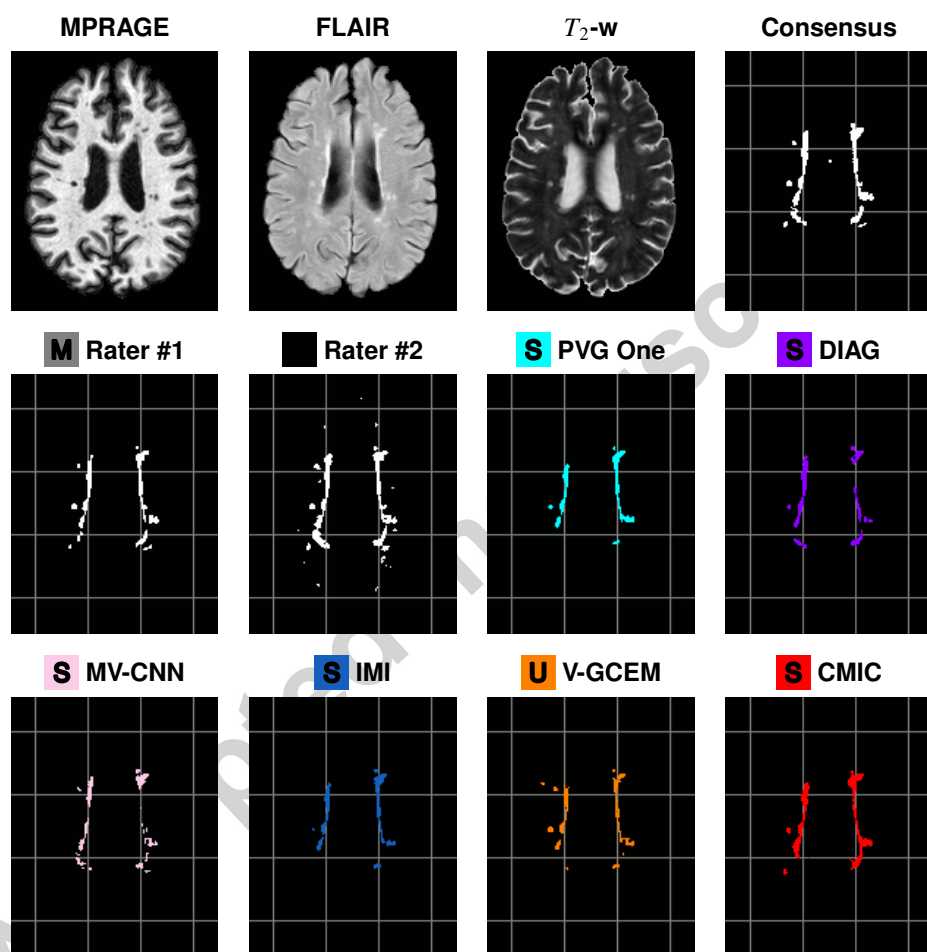 MPRAGE FLAIR T₂-w Consensus
M Rater #1 Rater #2 S PVG One S DIAG
S MV-CNN S IMI U V-GCEM S CMIC